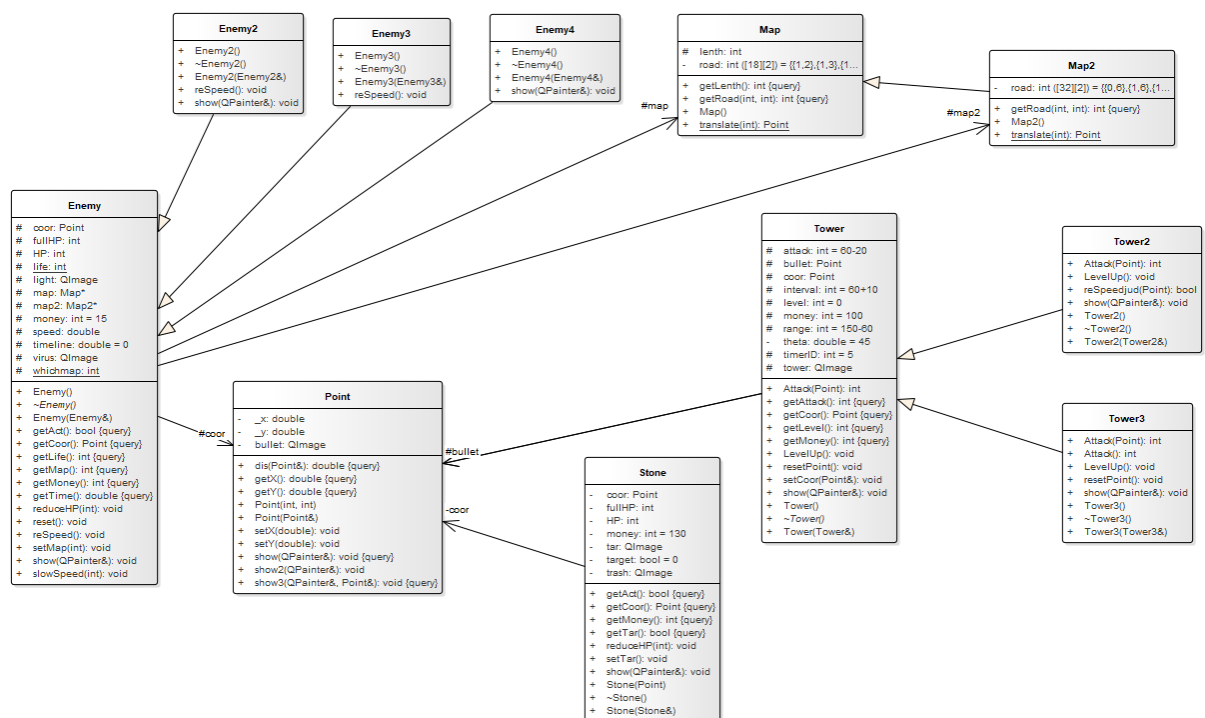 Enemy2
+ Enemy2()
+ ~Enemy2()
+ Enemy2(Enemy2&)
+ reSpeed(): void
+ show(QPainter&): void
Enemy3
+ Enemy3()
+ ~Enemy3()
+ Enemy3(Enemy3&)
+ reSpeed(): void
Enemy4
+ Enemy4()
+ ~Enemy4()
+ Enemy4(Enemy4&)
+ show(QPainter&): void
Map
# lenth: int
- road: int ([18][2]) = {{1,2},{1,3},{1...
+ getLenth(): int {query}
+ getRoad(int, int): int {query}
+ Map()
+ translate(int): Point
Map2
- road: int ([32][2]) = {{0,6},{1,6},{1...
+ getRoad(int, int): int {query}
+ Map2()
+ translate(int): Point
#map
#map2
Enemy
# coor: Point
# fullHP: int
# HP: int
# life: int
# light: QImage
# map: Map*
# map2: Map2*
# money: int = 15
# speed: double
# timeline: double = 0
# virus: QImage
# whichmap: int
+ Enemy()
+ ~Enemy()
+ Enemy(Enemy&)
+ getAct(): bool {query}
+ getCoor(): Point {query}
+ getLife(): int {query}
+ getMap(): int {query}
+ getMoney(): int {query}
+ getTime(): double {query}
+ reduceHP(int): void
+ reset(): void
+ reSpeed(): void
+ setMap(int): void
+ show(QPainter&): void
+ slowSpeed(int): void
#coor
Point
- _x: double
- _y: double
- bullet: QImage
+ dis(Point&): double {query}
+ getX(): double {query}
+ getY(): double {query}
+ Point(int, int)
+ Point(Point&)
+ setX(double): void
+ setY(double): void
+ show(QPainter&): void {query}
+ show2(QPainter&): void
+ show3(QPainter&, Point&): void {query}
#bullet
-coor
Stone
- coor: Point
- fullHP: int
- HP: int
- money: int = 130
- tar: QImage
- target: bool = 0
- trash: QImage
+ getAct(): bool {query}
+ getCoor(): Point {query}
+ getMoney(): int {query}
+ getTar(): bool {query}
+ reduceHP(int): void
+ setTar(): void
+ show(QPainter&): void
+ Stone(Point)
+ ~Stone()
+ Stone(Stone&)
Tower
# attack: int = 60-20
# bullet: Point
# coor: Point
# interval: int = 60+10
# level: int = 0
# money: int = 100
# range: int = 150-60
- theta: double = 45
# timerID: int = 5
# tower: QImage
+ Attack(Point): int
+ getAttack(): int {query}
+ getCoor(): Point {query}
+ getLevel(): int {query}
+ getMoney(): int {query}
+ LevelUp(): void
+ resetPoint(): void
+ setCoor(Point&): void
+ show(QPainter&): void
+ Tower()
+ ~Tower()
+ Tower(Tower&)
Tower2
+ Attack(Point): int
+ LevelUp(): void
+ reSpeedjud(Point): bool
+ show(QPainter&): void
+ Tower2()
+ ~Tower2()
+ Tower2(Tower2&)
Tower3
+ Attack(Point): int
+ Attack(): int
+ LevelUp(): void
+ resetPoint(): void
+ show(QPainter&): void
+ Tower3()
+ ~Tower3()
+ Tower3(Tower3&)